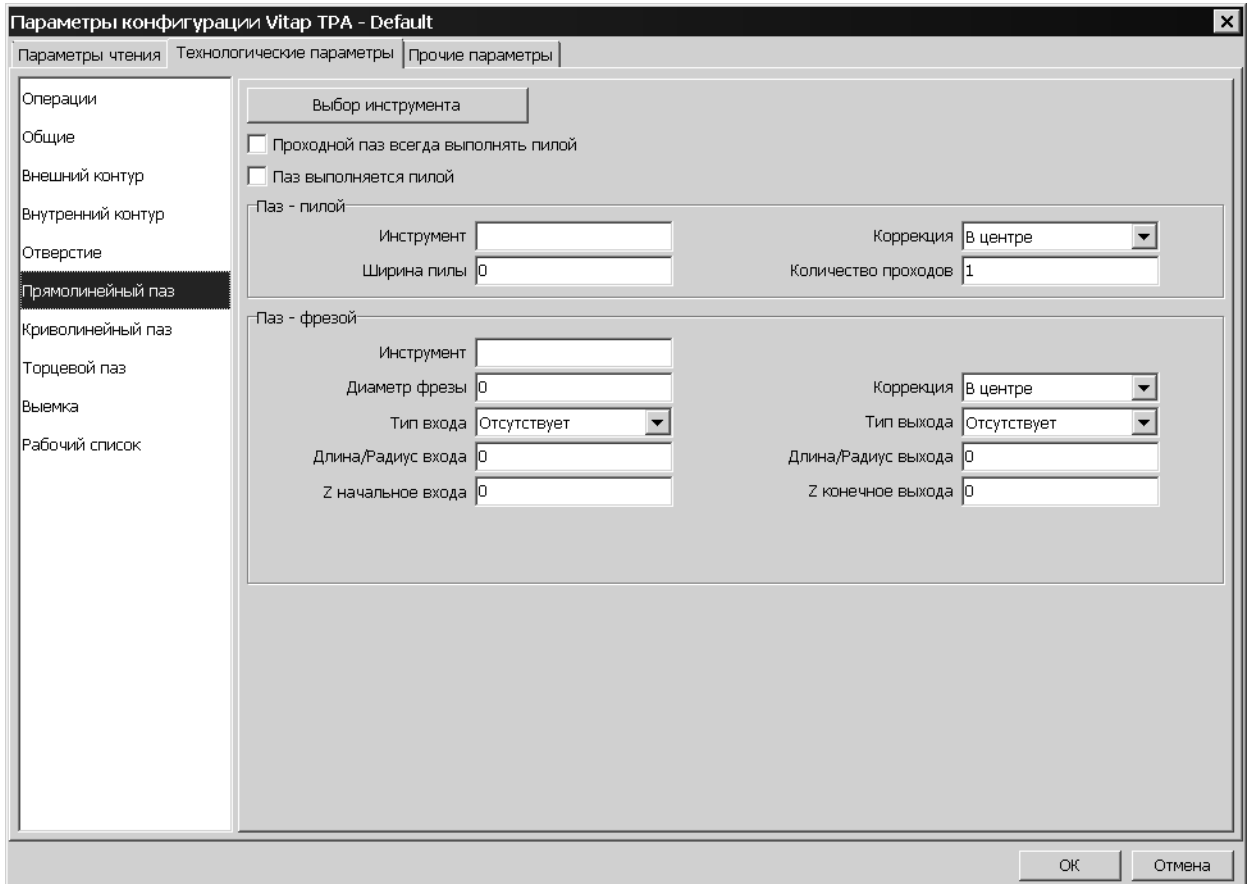 Параметры конфигурации Vitap TPA - Default
Параметры чтения Технологические параметры Прочие параметры
Операции
Общие
Внешний контур
Внутренний контур
Отверстие
Прямолинейный паз
Криволинейный паз
Торцевой паз
Выемка
Рабочий список
Выбор инструмента
Проходной паз всегда выполнять пилой
Паз выполняется пилой
Паз - пилой
Инструмент Коррекция В центре
Ширина пилы 0 Количество проходов 1
Паз - фрезой
Инструмент
Диаметр фрезы 0 Коррекция В центре
Тип входа Отсутствует Тип выхода Отсутствует
Длина/Радиус входа 0 Длина/Радиус выхода 0
Z начальное входа 0 Z конечное выхода 0
ОК Отмена